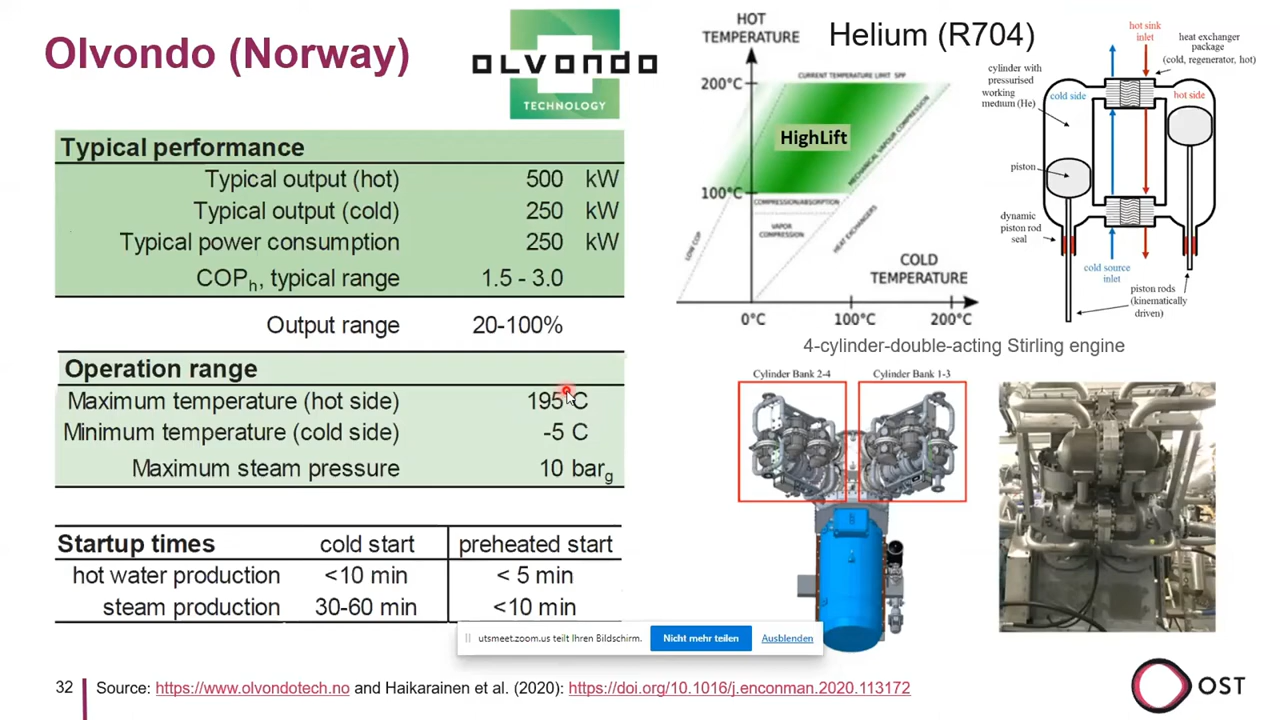 Olvondo (Norway)
OLVONDO
TECHNOLOGY
Typical performance
Typical output (hot) 500 kW
Typical output (cold) 250 kW
Typical power consumption 250 kW
COPh, typical range 1.5 - 3.0
Output range 20-100%
Operation range
Maximum temperature (hot side) 195 C
Minimum temperature (cold side) -5 C
Maximum steam pressure 10 barg
Startup times cold start preheated start
hot water production <10 min < 5 min
steam production 30-60 min <10 min
HOT
TEMPERATURE
Helium (R704)
CURRENT TEMPERATURE LIMIT SPP
200°C
HighLift
MECHANICAL VAPOUR COMPRESSION
100°C
COMPRESSION/ABSORPTION
VAPOR
COMPRESSION
LOW COP
HEAT EXCHANGERS
COLD
TEMPERATURE
0°C 100°C 200°C
hot sink
inlet
heat exchanger
package
(cold, regenerator, hot)
cylinder with
pressurised
working
medium (He)
cold side
hot side
piston
dynamic
piston rod
seal
cold source
inlet
piston rods
(kinematically
driven)
4-cylinder-double-acting Stirling engine
Cylinder Bank 2-4 Cylinder Bank 1-3
utsmeet.zoom.us teilt Ihren Bildschirm. Nicht mehr teilen Ausblenden
32 Source: https://www.olvondotech.no and Haikarainen et al. (2020): https://doi.org/10.1016/j.enconman.2020.113172
OST